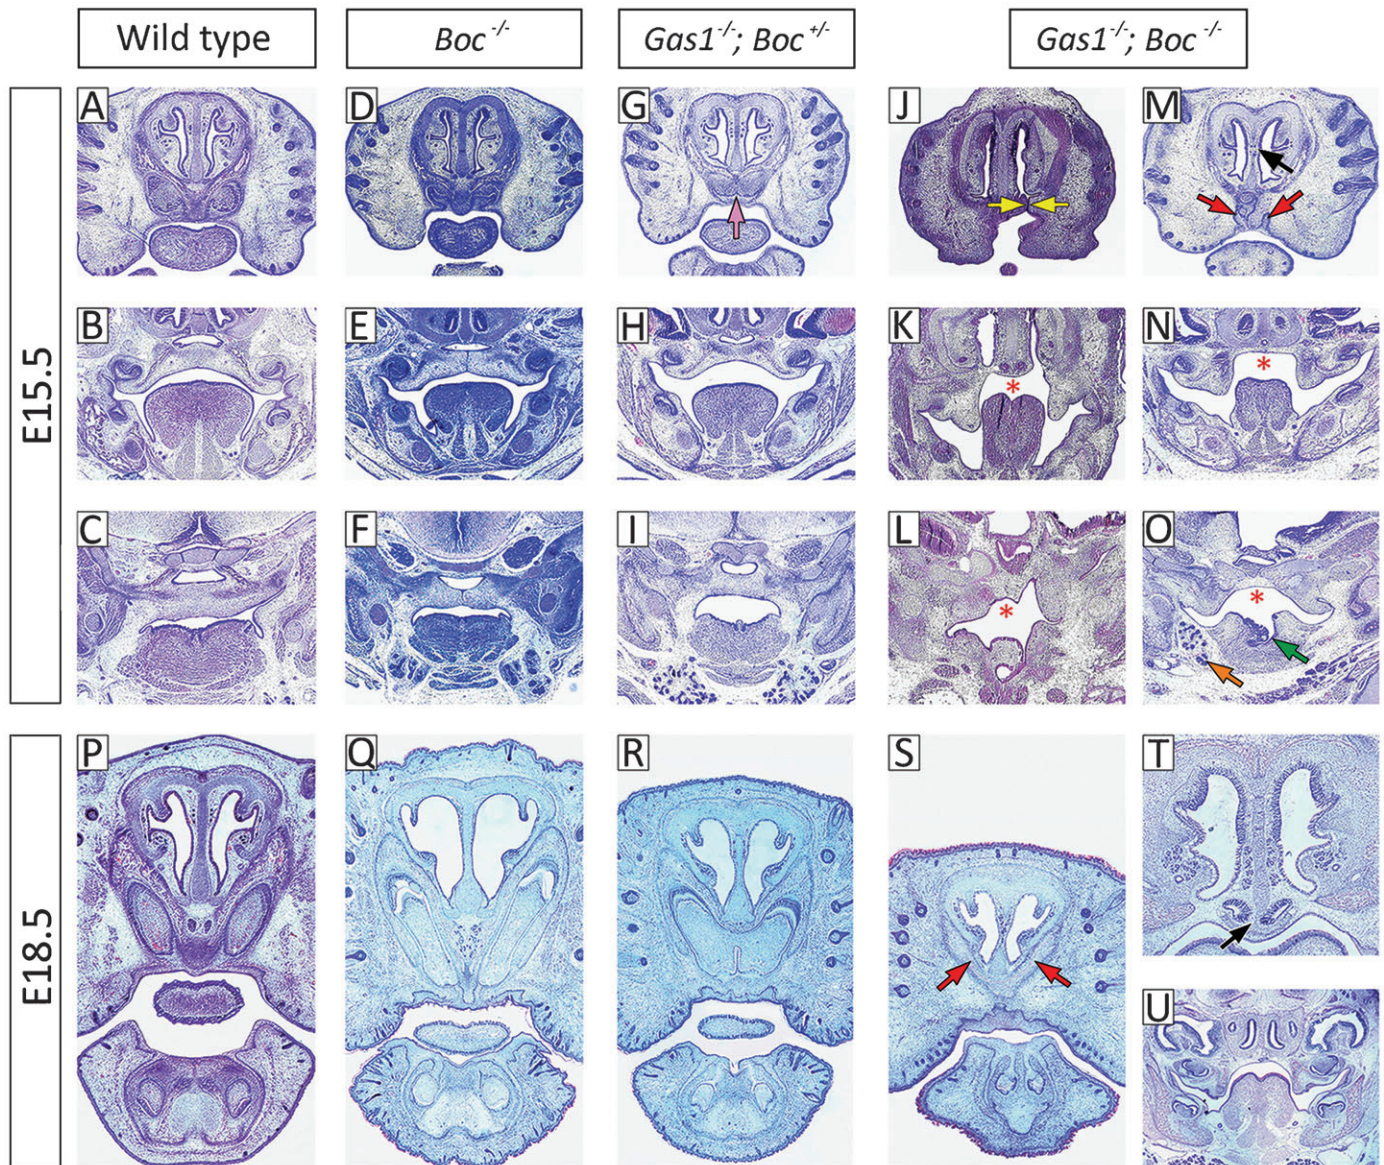 Wild type
Boc -/-
Gas1-/-; Boc+/-
Gas1-/-; Boc -/-
E15.5
A
D
G
J
M
B
E
H
K
*
N
*
C
F
I
L
*
O
*
E18.5
P
Q
R
S
T
U